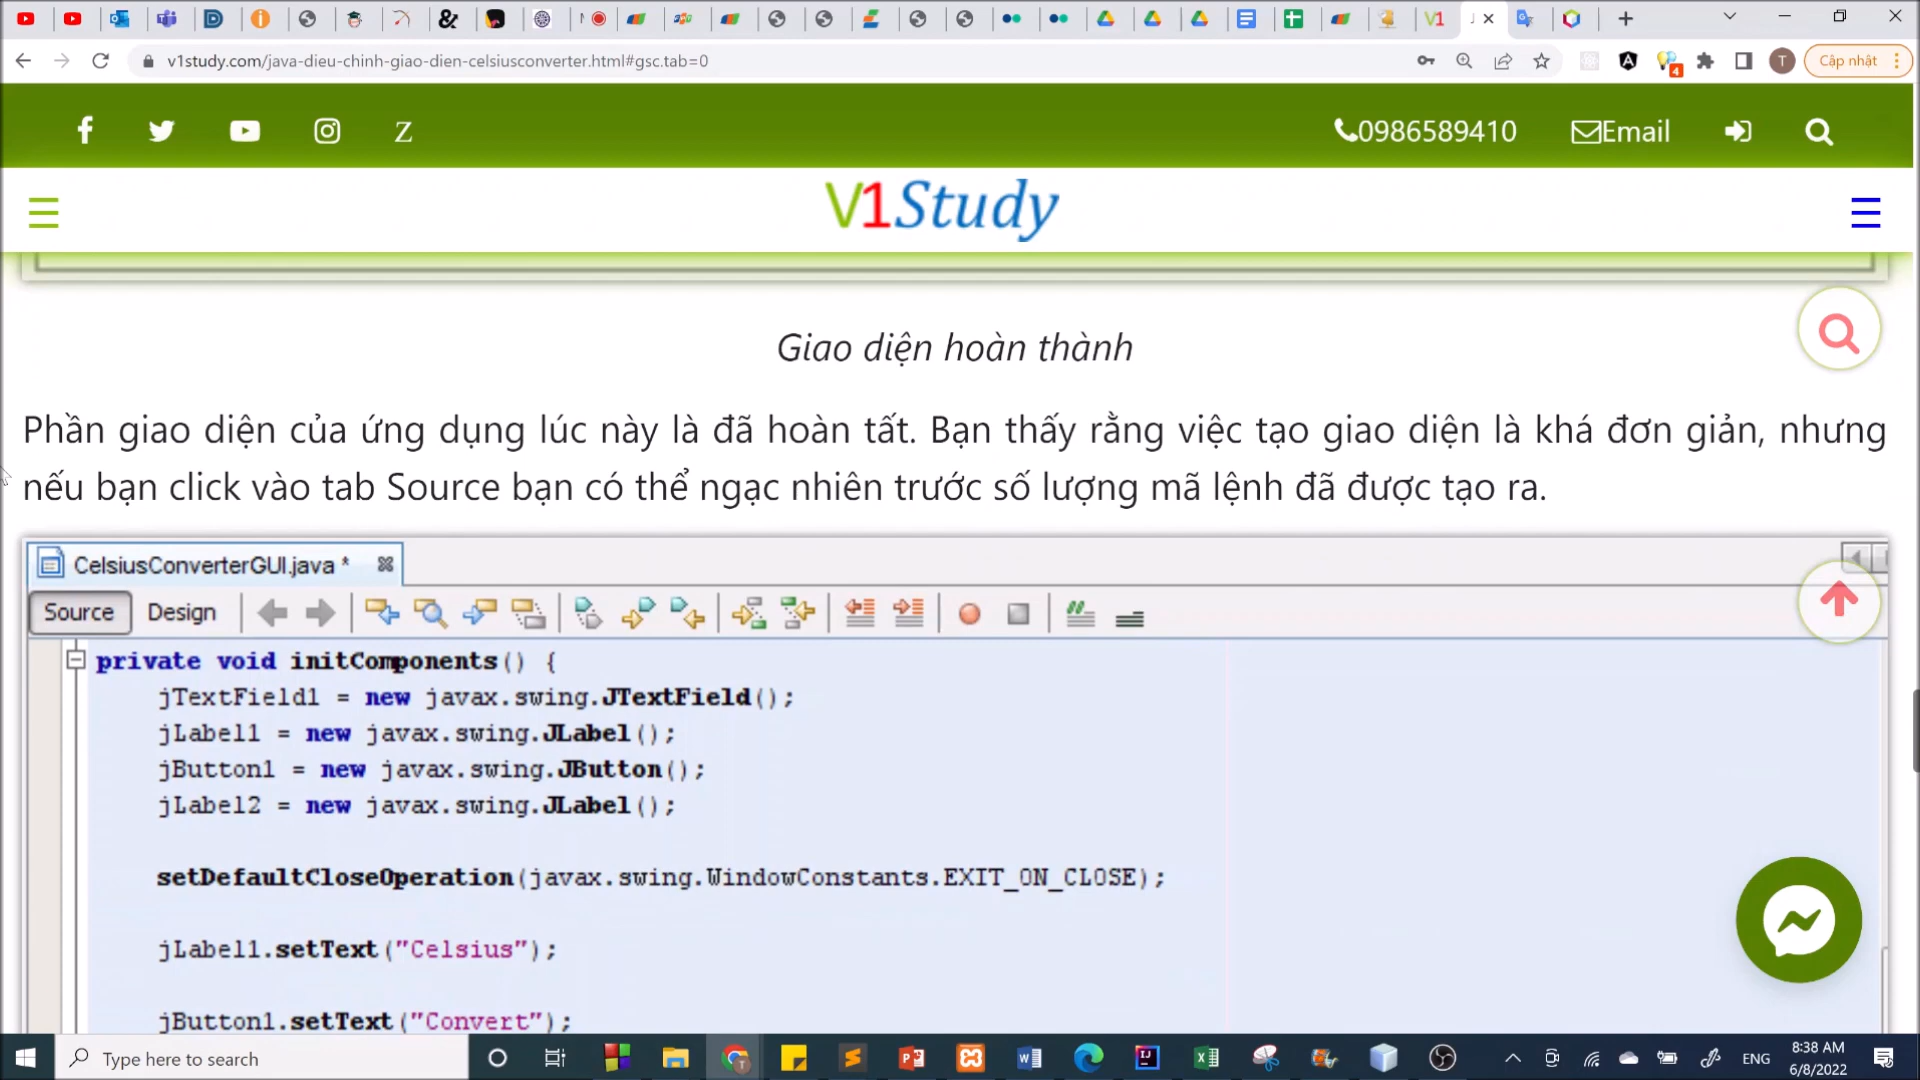 V1
J
v1study.com/java-dieu-chinh-giao-dien-celsiusconverter.html#gsc.tab=0
4
T
Cập nhật
Z
0986589410
Email
V1Study
Giao diện hoàn thành
Phần giao diện của ứng dụng lúc này là đã hoàn tất. Bạn thấy rằng việc tạo giao diện là khá đơn giản, nhưng
nếu bạn click vào tab Source bạn có thể ngạc nhiên trước số lượng mã lệnh đã được tạo ra.
CelsiusConverterGUI.java *
Source Design
private void initComponents() {
jTextField1 = new javax.swing.JTextField();
jLabel1 = new javax.swing.JLabel();
jButton1 = new javax.swing.JButton();
jLabel2 = new javax.swing.JLabel();
setDefaultCloseOperation(javax.swing.WindowConstants.EXIT_ON_CLOSE);
jLabel1.setText("Celsius");
jButton1.setText("Convert");
Type here to search
ENG
8:38 AM
6/8/2022